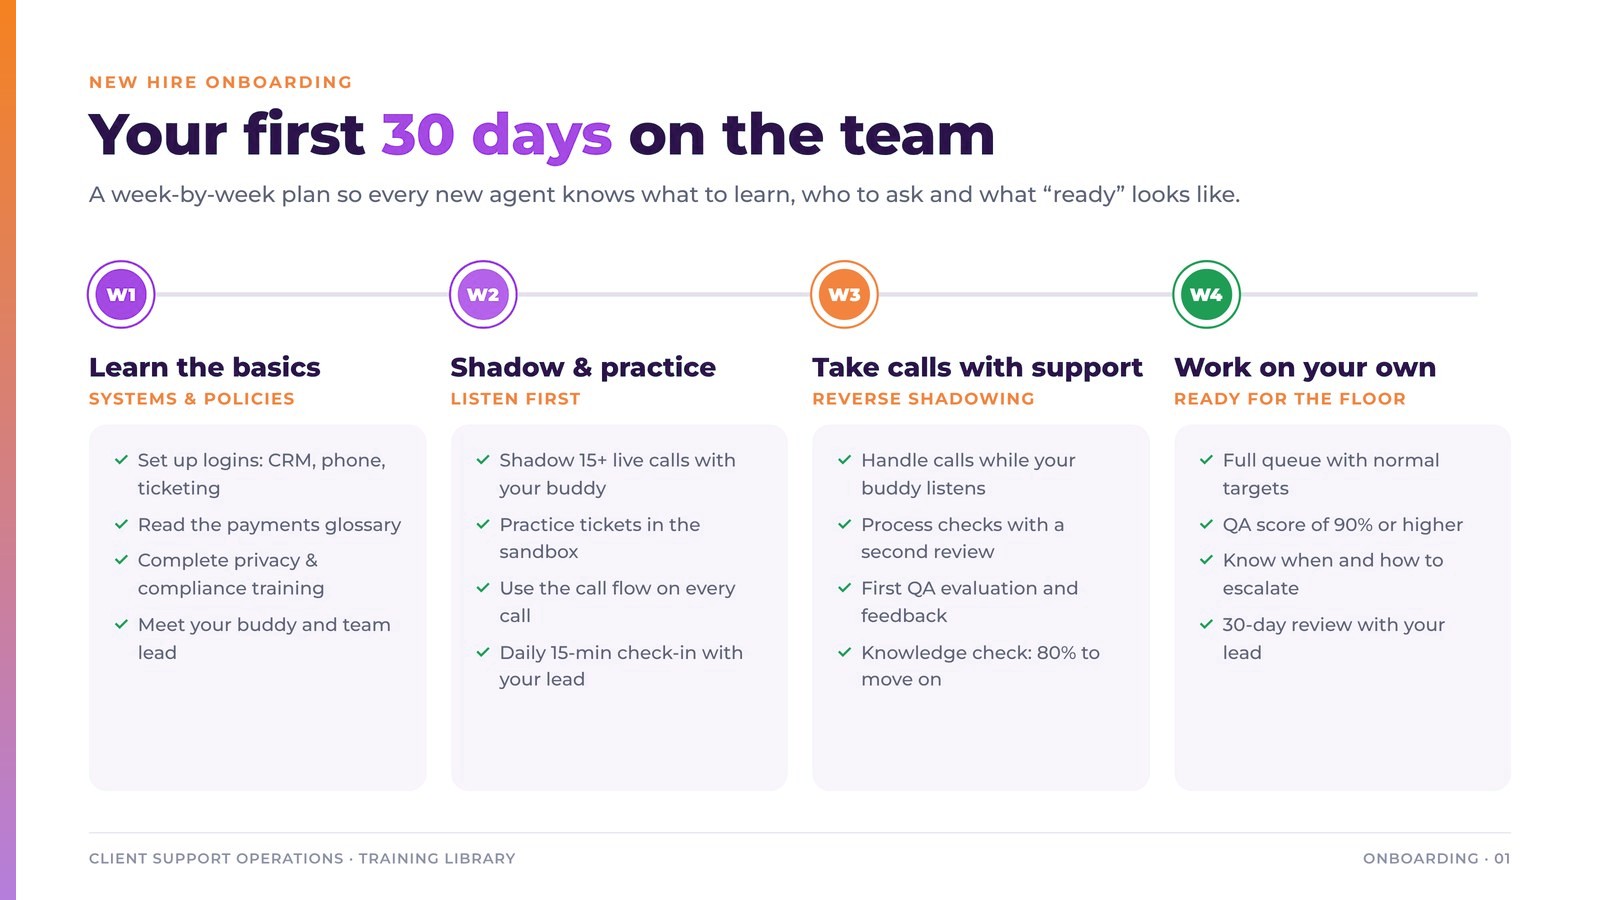 NEW HIRE ONBOARDING
Your first 30 days on the team
A week-by-week plan so every new agent knows what to learn, who to ask and what “ready” looks like.
W1
Learn the basics
SYSTEMS & POLICIES
Set up logins: CRM, phone,
ticketing
Read the payments glossary
Complete privacy &
compliance training
Meet your buddy and team
lead
W2
Shadow & practice
LISTEN FIRST
Shadow 15+ live calls with
your buddy
Practice tickets in the
sandbox
Use the call flow on every
call
Daily 15-min check-in with
your lead
W3
Take calls with support
REVERSE SHADOWING
Handle calls while your
buddy listens
Process checks with a
second review
First QA evaluation and
feedback
Knowledge check: 80% to
move on
W4
Work on your own
READY FOR THE FLOOR
Full queue with normal
targets
QA score of 90% or higher
Know when and how to
escalate
30-day review with your
lead
CLIENT SUPPORT OPERATIONS · TRAINING LIBRARY
ONBOARDING · 01